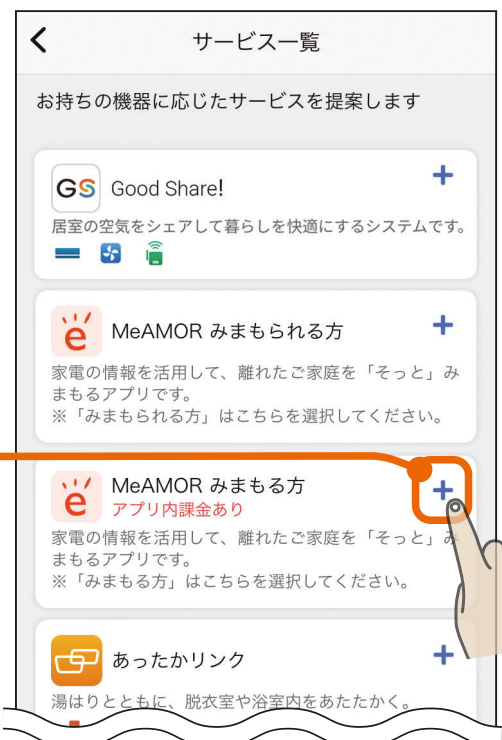 サービス一覧
お持ちの機器に応じたサービスを提案します
GS Good Share!
居室の空気をシェアして暮らしを快適にするシステムです。
MeAMOR みまもられる方
家電の情報を活用して、離れたご家庭を「そっと」み
まもるアプリです。
※「みまもられる方」はこちらを選択してください。
MeAMOR みまもる方
アプリ内課金あり
家電の情報を活用して、離れたご家庭を「そっと」み
まもるアプリです。
※「みまもる方」はこちらを選択してください。
あったかリンク
湯はりとともに、脱衣室や浴室内をあたたかく。